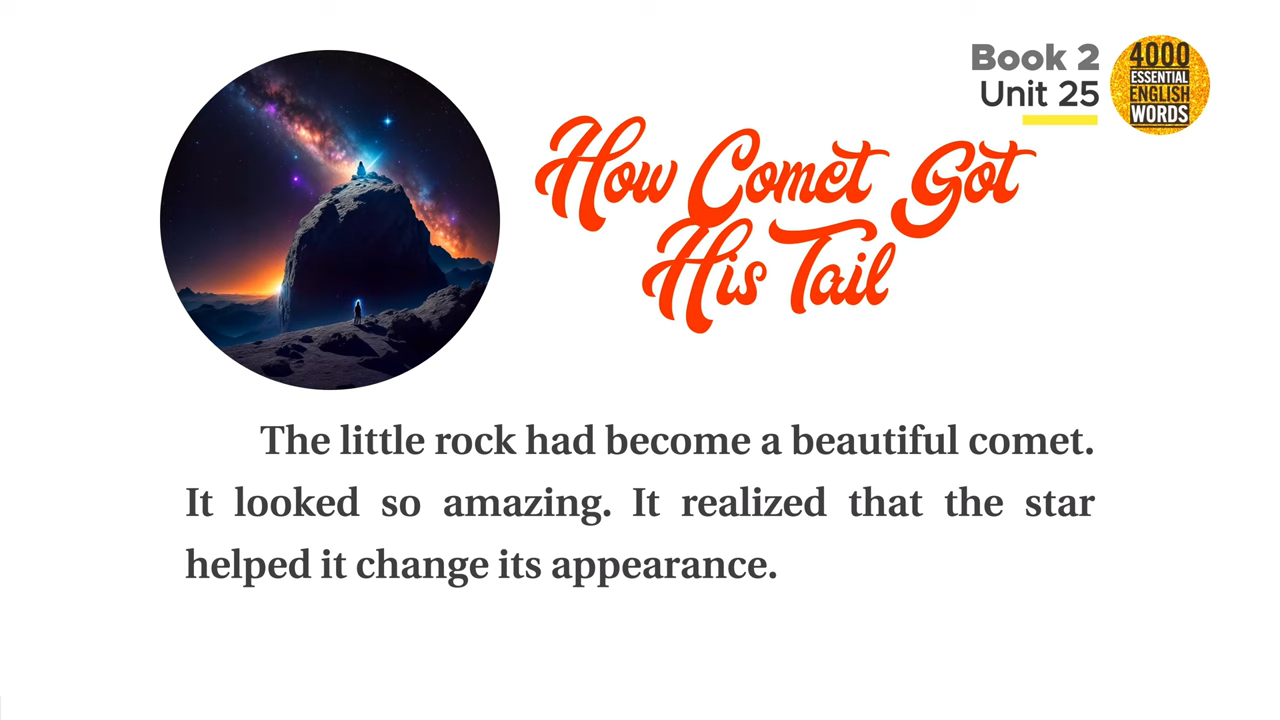 Book 2
Unit 25
4000
ESSENTIAL
ENGLISH
WORDS
How Comet Got
His Tail
The little rock had become a beautiful comet.
It looked so amazing. It realized that the star
helped it change its appearance.